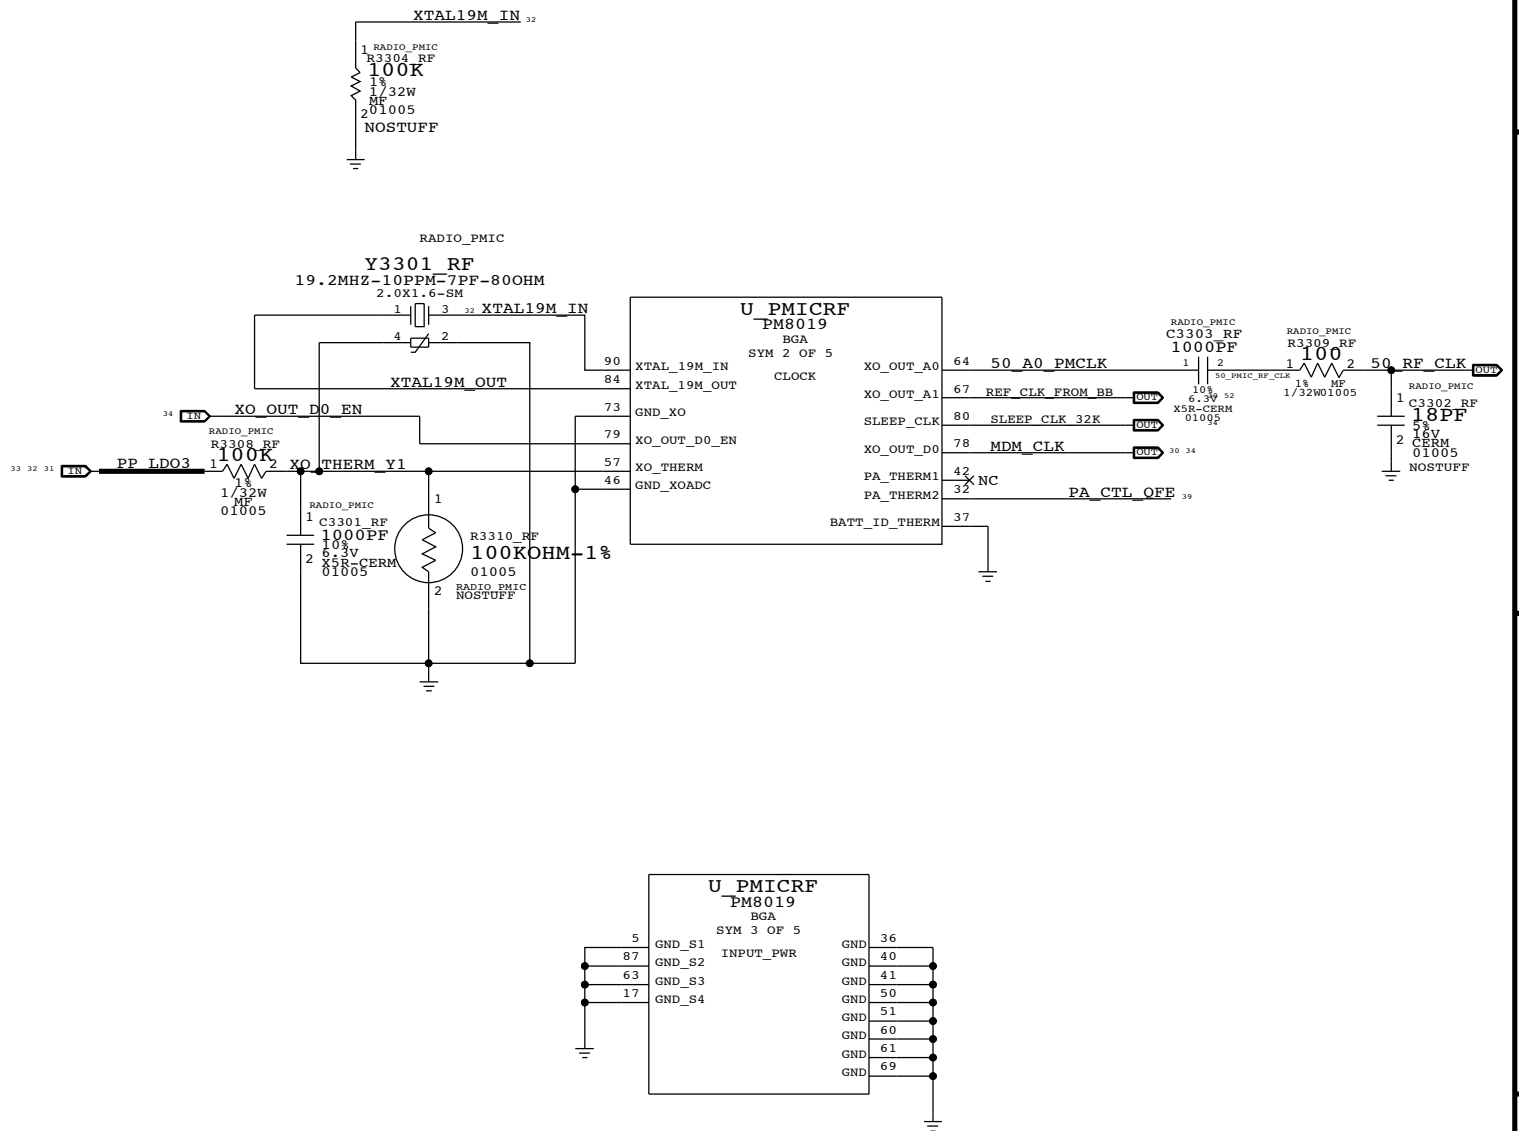 XTAL19M_IN 32
1 RADIO_PMIC
R3304_RF
100K
1%
1/32W
MF
2 01005
NOSTUFF
RADIO_PMIC
Y3301_RF
19.2MHZ-10PPM-7PF-80OHM
2.0X1.6-SM
1 3 32 XTAL19M_IN
4 2
XTAL19M_OUT
34 IN XO_OUT_D0_EN
RADIO_PMIC
R3308_RF
100K
33 32 31 IN PP_LDO3 1 2 XO_THERM_Y1
1%
1/32W
MF
01005
RADIO_PMIC
1 C3301_RF
1000PF
10%
6.3V
2 X5R-CERM
01005
1
R3310_RF
100KOHM-1%
01005
2 RADIO_PMIC
NOSTUFF
U_PMICRF
PM8019
BGA
SYM 2 OF 5
CLOCK
90 XTAL_19M_IN
84 XTAL_19M_OUT
73 GND_XO
79 XO_OUT_D0_EN
57 XO_THERM
46 GND_XOADC
XO_OUT_A0 64 50_A0_PMCLK
XO_OUT_A1 67 REF_CLK_FROM_BB OUT
SLEEP_CLK 80 SLEEP_CLK_32K OUT 34
XO_OUT_D0 78 MDM_CLK OUT 30 34
PA_THERM1 42 NC
PA_THERM2 32 PA_CTL_QFE 39
BATT_ID_THERM 37
RADIO_PMIC
C3303_RF
1000PF
1 2
50_PMIC_RF_CLK
10%
6.3V
X5R-CERM
01005
52
RADIO_PMIC
R3309_RF
100
1 2
1% MF
1/32W01005
50_RF_CLK OUT
RADIO_PMIC
1 C3302_RF
18PF
5%
16V
2 CERM
01005
NOSTUFF
U_PMICRF
PM8019
BGA
SYM 3 OF 5
INPUT_PWR
5 GND_S1
87 GND_S2
63 GND_S3
17 GND_S4
GND 36
GND 40
GND 41
GND 50
GND 51
GND 60
GND 61
GND 69